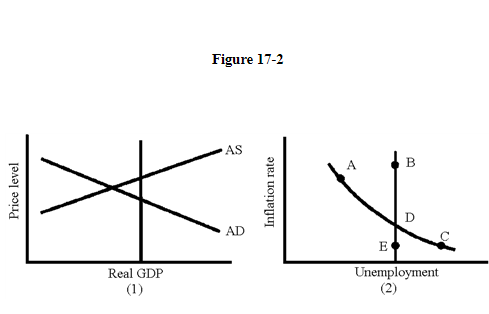 Figure 17-2
Price level
AS
AD
Real GDP
(1)
Inflation rate
A
B
D
E
C
Unemployment
(2)